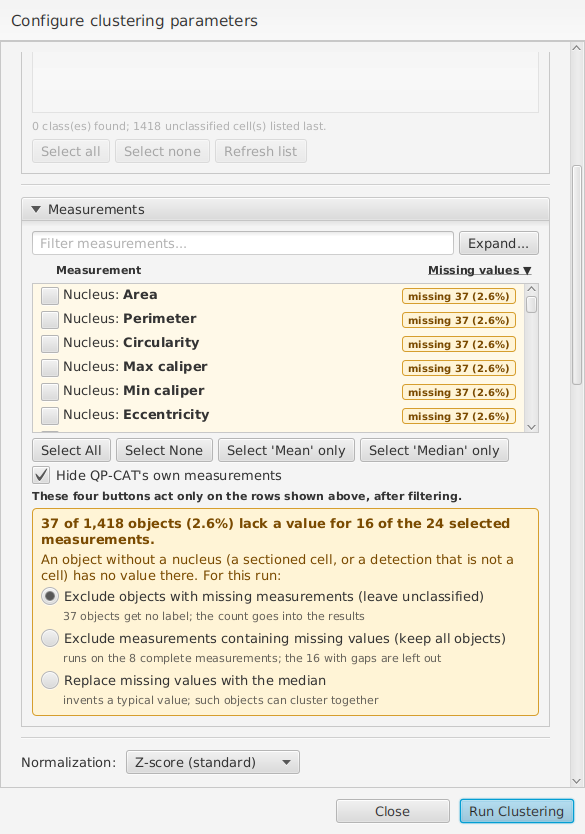 Configure clustering parameters
0 class(es) found; 1418 unclassified cell(s) listed last.
Select all Select none Refresh list
Measurements
Filter measurements... Expand...
Measurement Missing values ▼
Nucleus: Area missing 37 (2.6%)
Nucleus: Perimeter missing 37 (2.6%)
Nucleus: Circularity missing 37 (2.6%)
Nucleus: Max caliper missing 37 (2.6%)
Nucleus: Min caliper missing 37 (2.6%)
Nucleus: Eccentricity missing 37 (2.6%)
Select All Select None Select 'Mean' only Select 'Median' only
Hide QP-CAT's own measurements
These four buttons act only on the rows shown above, after filtering.
37 of 1,418 objects (2.6%) lack a value for 16 of the 24 selected
measurements.
An object without a nucleus (a sectioned cell, or a detection that is not a
cell) has no value there. For this run:
Exclude objects with missing measurements (leave unclassified)
37 objects get no label; the count goes into the results
Exclude measurements containing missing values (keep all objects)
runs on the 8 complete measurements; the 16 with gaps are left out
Replace missing values with the median
invents a typical value; such objects can cluster together
Normalization: Z-score (standard)
Close Run Clustering